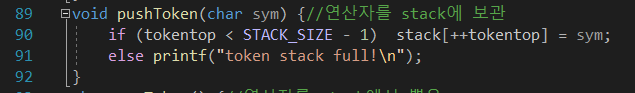 89 void pushToken(char sym) {//연산자를 stack에 보관
90 if (tokentop < STACK_SIZE - 1) stack[++tokentop] = sym;
91 else printf("token stack full!\n");
92 }